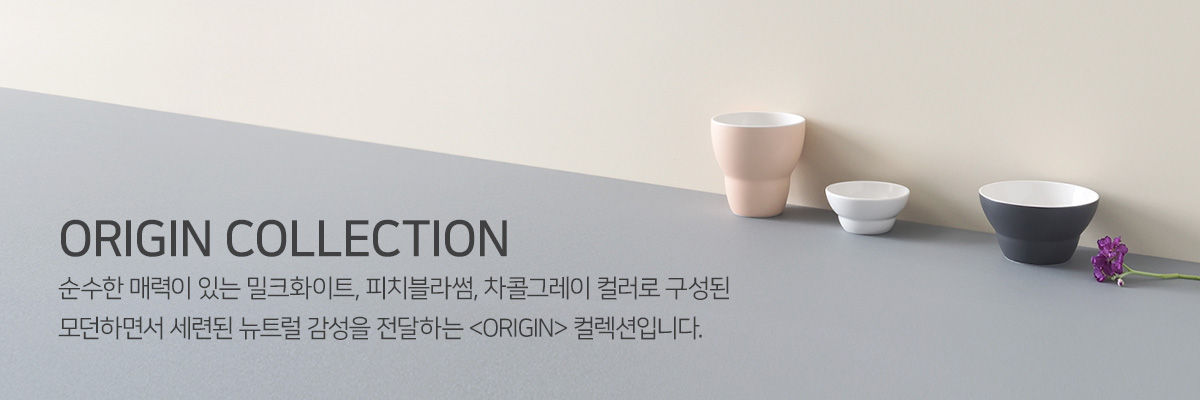 ORIGIN COLLECTION
순수한 매력이 있는 밀크화이트, 피치블라썸, 차콜그레이 컬러로 구성된
모던하면서 세련된 뉴트럴 감성을 전달하는 <ORIGIN> 컬렉션입니다.